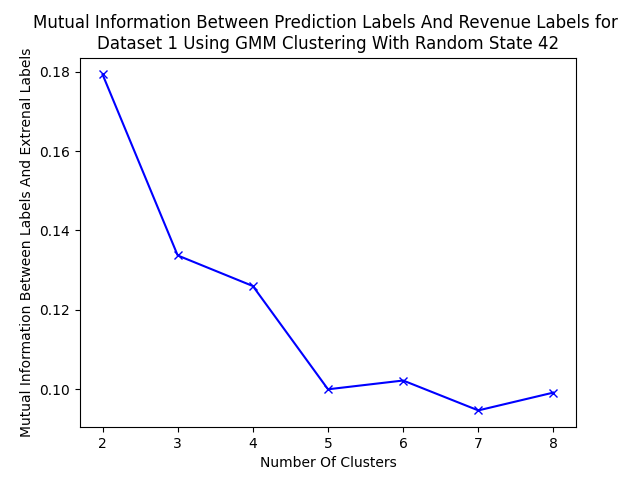 Mutual Information Between Prediction Labels And Revenue Labels for
Dataset 1 Using GMM Clustering With Random State 42
Mutual Information Between Labels And Extrenal Labels
0.18
0.16
0.14
0.12
0.10
2 3 4 5 6 7 8
Number Of Clusters